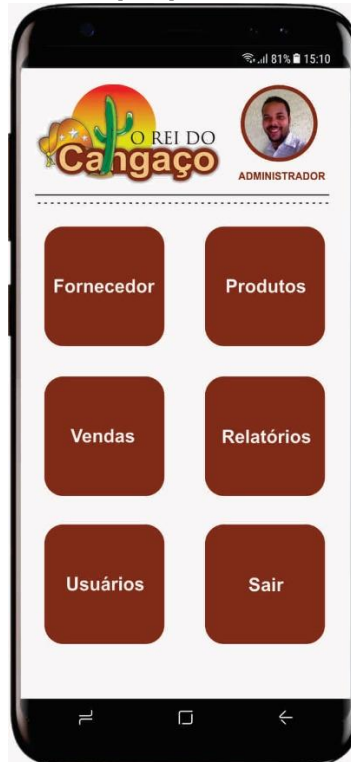 81% 15:10
O REI DO
Cangaço
ADMINISTRADOR
Fornecedor Produtos
Vendas Relatórios
Usuários Sair